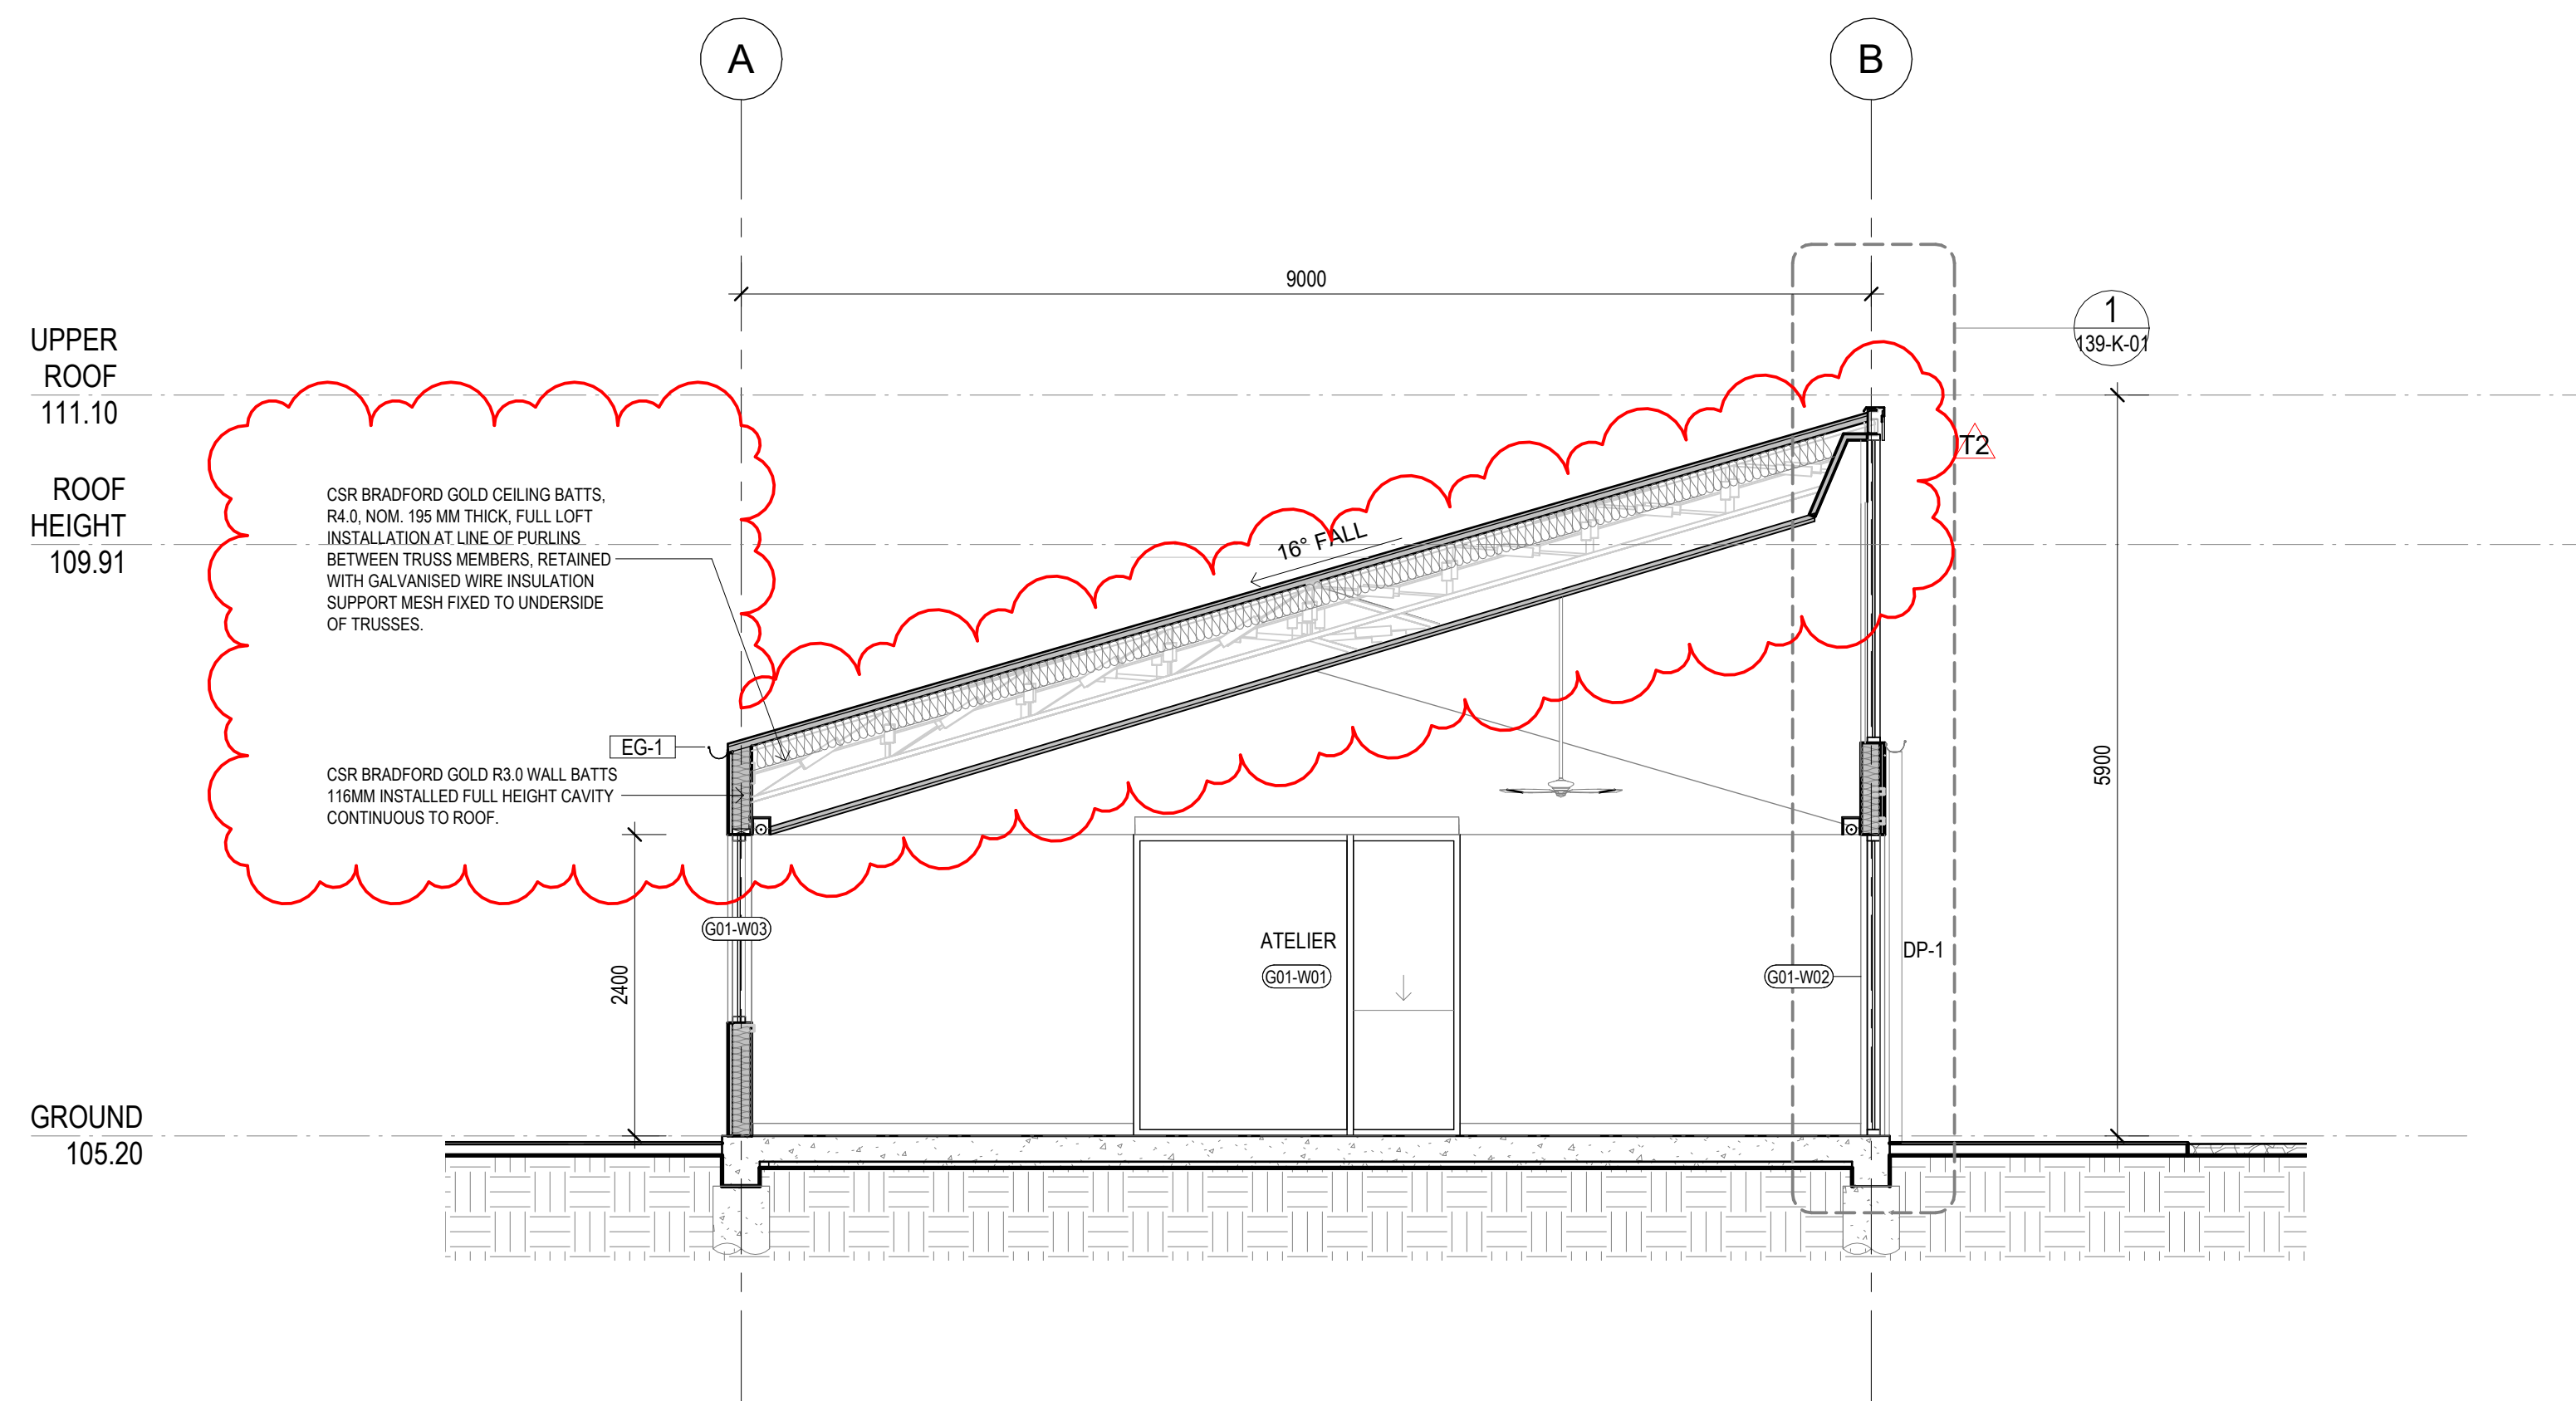 A
B
9000
1
139-K-01
UPPER
ROOF
111.10
T2
ROOF
HEIGHT
109.91
CSR BRADFORD GOLD CEILING BATTS,
R4.0, NOM. 195 MM THICK, FULL LOFT
INSTALLATION AT LINE OF PURLINS
BETWEEN TRUSS MEMBERS, RETAINED
WITH GALVANISED WIRE INSULATION
SUPPORT MESH FIXED TO UNDERSIDE
OF TRUSSES.
16° FALL
EG-1
CSR BRADFORD GOLD R3.0 WALL BATTS
116MM INSTALLED FULL HEIGHT CAVITY
CONTINUOUS TO ROOF.
5900
G01-W03
ATELIER
G01-W01
G01-W02
DP-1
2400
GROUND
105.20